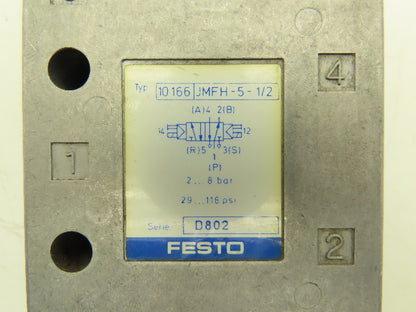 Typ 10166 JMFH-5-1/2
4
(A)4 2(B)
14 12
1
(R)5 3(S)
1
(P)
2...8 bar
29...116 psi
Serie D802
2
FESTO